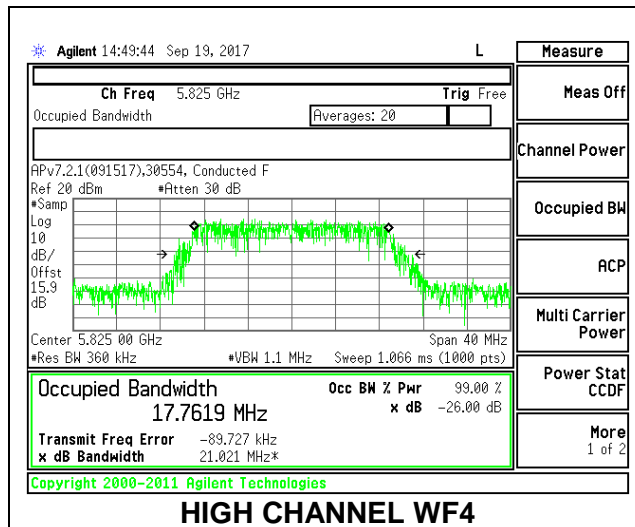 Agilent 14:49:44 Sep 19, 2017 L
Measure
Ch Freq 5.825 GHz Trig Free
Meas Off
Occupied Bandwidth Averages: 20
Channel Power
APv7.2.1(091517),30554, Conducted F
Ref 20 dBm #Atten 30 dB
#Samp
Occupied BW
Log
10
dB/
ACP
Offst
15.9
dB
Multi Carrier
Power
Center 5.825 00 GHz Span 40 MHz
#Res BW 360 kHz #VBW 1.1 MHz Sweep 1.066 ms (1000 pts)
Power Stat
CCDF
Occupied Bandwidth Occ BW % Pwr 99.00 %
17.7619 MHz x dB -26.00 dB
More
1 of 2
Transmit Freq Error -89.727 kHz
x dB Bandwidth 21.021 MHz*
Copyright 2000-2011 Agilent Technologies
HIGH CHANNEL WF4